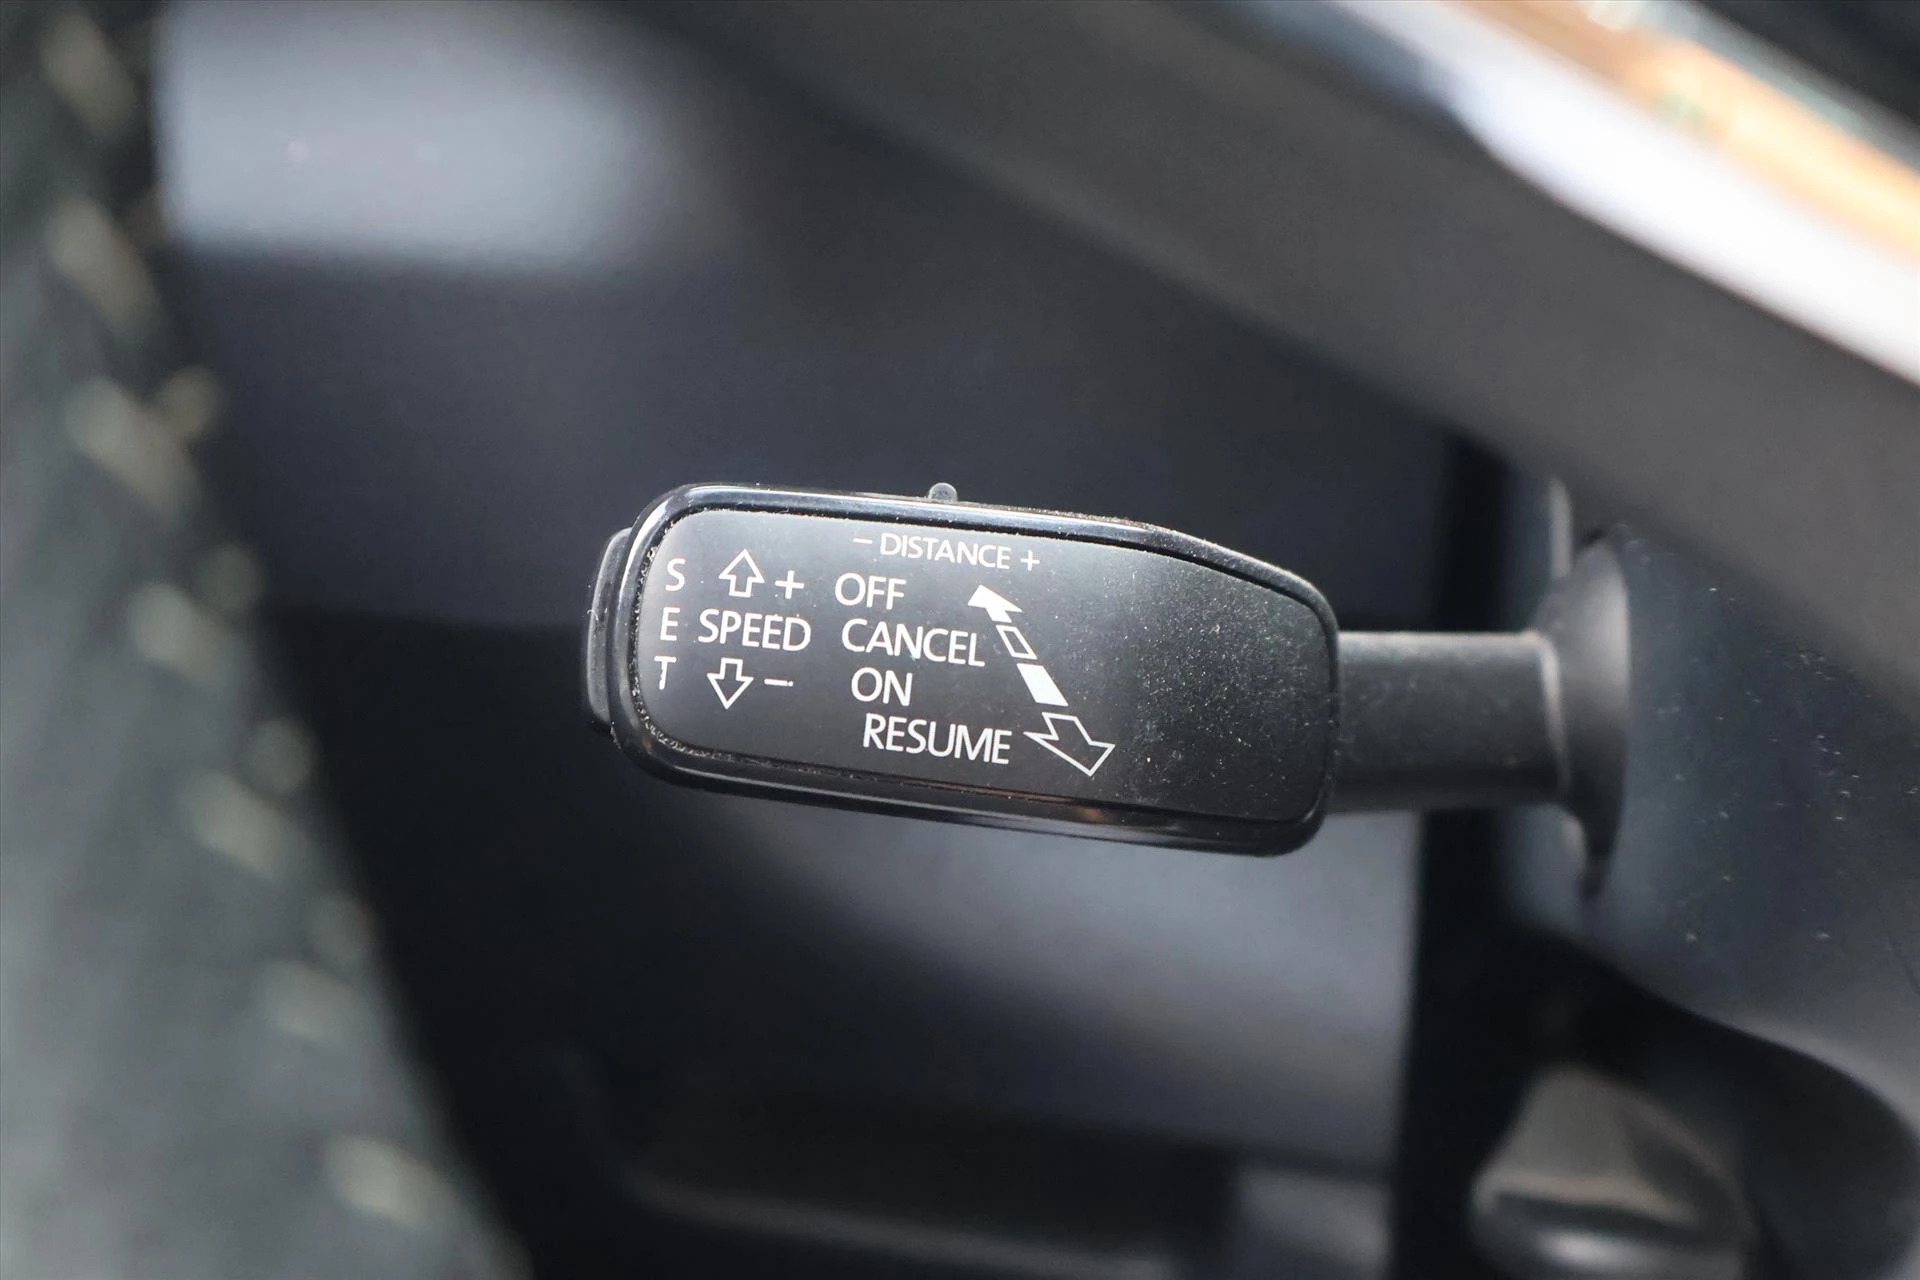 − DISTANCE +
S + OFF
E SPEED CANCEL
T − ON
RESUME